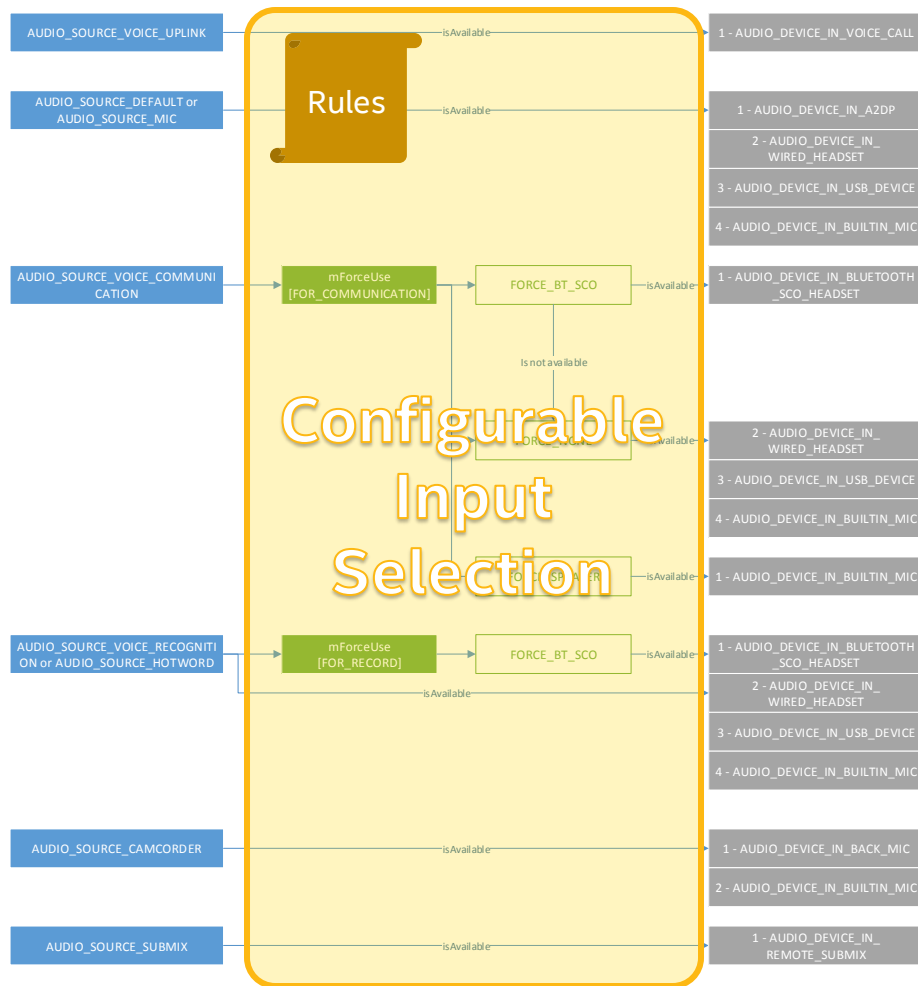 AUDIO_SOURCE_VOICE_UPLINK
isAvailable
1 - AUDIO_DEVICE_IN_VOICE_CALL
Rules
AUDIO_SOURCE_DEFAULT or
AUDIO_SOURCE_MIC
isAvailable
1 - AUDIO_DEVICE_IN_A2DP
2 - AUDIO_DEVICE_IN_
WIRED_HEADSET
3 - AUDIO_DEVICE_IN_USB_DEVICE
4 - AUDIO_DEVICE_IN_BUILTIN_MIC
AUDIO_SOURCE_VOICE_COMMUNI
CATION
mForceUse
[FOR_COMMUNICATION]
FORCE_BT_SCO
isAvailable
1 - AUDIO_DEVICE_IN_BLUETOOTH
_SCO_HEADSET
Is not available
Configurable
Input
Selection
2 - AUDIO_DEVICE_IN_
WIRED_HEADSET
3 - AUDIO_DEVICE_IN_USB_DEVICE
4 - AUDIO_DEVICE_IN_BUILTIN_MIC
isAvailable
1 - AUDIO_DEVICE_IN_BUILTIN_MIC
AUDIO_SOURCE_VOICE_RECOGNITI
ON or AUDIO_SOURCE_HOTWORD
mForceUse
[FOR_RECORD]
FORCE_BT_SCO
isAvailable
1 - AUDIO_DEVICE_IN_BLUETOOTH
_SCO_HEADSET
isAvailable
2 - AUDIO_DEVICE_IN_
WIRED_HEADSET
3 - AUDIO_DEVICE_IN_USB_DEVICE
4 - AUDIO_DEVICE_IN_BUILTIN_MIC
AUDIO_SOURCE_CAMCORDER
isAvailable
1 - AUDIO_DEVICE_IN_BACK_MIC
2 - AUDIO_DEVICE_IN_BUILTIN_MIC
AUDIO_SOURCE_SUBMIX
isAvailable
1 - AUDIO_DEVICE_IN_
REMOTE_SUBMIX